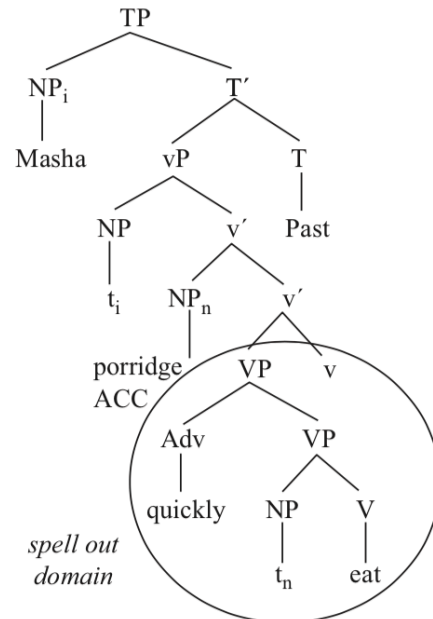 TP
NPᵢ T´
Masha vP T
NP v´ Past
tᵢ NPₙ v´
porridge VP v
ACC
Adv VP
quickly NP V
spell out
domain tₙ eat